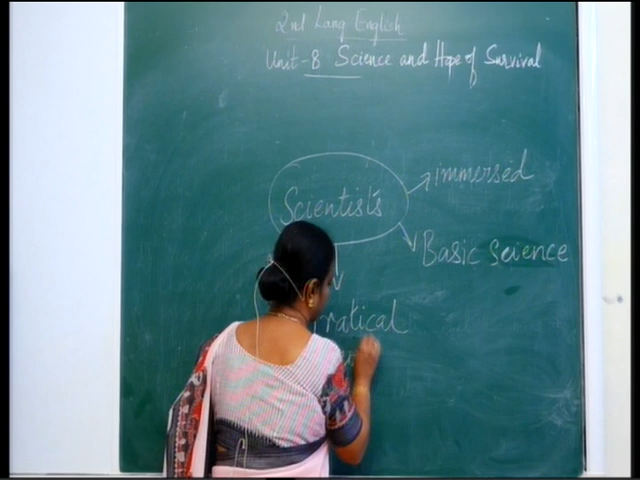 2nd Lang English
Unit-8 Science and Hope of Survival
immersed
Scientists
Basic science
ratical